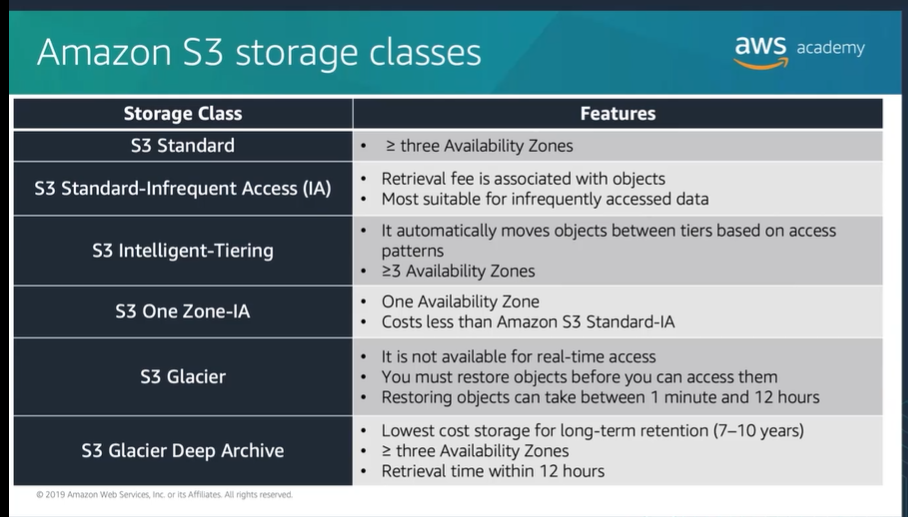 Amazon S3 storage classes
aws academy
Storage Class
Features
S3 Standard
• ≥ three Availability Zones
S3 Standard-Infrequent Access (IA)
• Retrieval fee is associated with objects
• Most suitable for infrequently accessed data
S3 Intelligent-Tiering
• It automatically moves objects between tiers based on access
patterns
• ≥3 Availability Zones
S3 One Zone-IA
• One Availability Zone
• Costs less than Amazon S3 Standard-IA
S3 Glacier
• It is not available for real-time access
• You must restore objects before you can access them
• Restoring objects can take between 1 minute and 12 hours
S3 Glacier Deep Archive
• Lowest cost storage for long-term retention (7–10 years)
• ≥ three Availability Zones
• Retrieval time within 12 hours
© 2019 Amazon Web Services, Inc. or its Affiliates. All rights reserved.